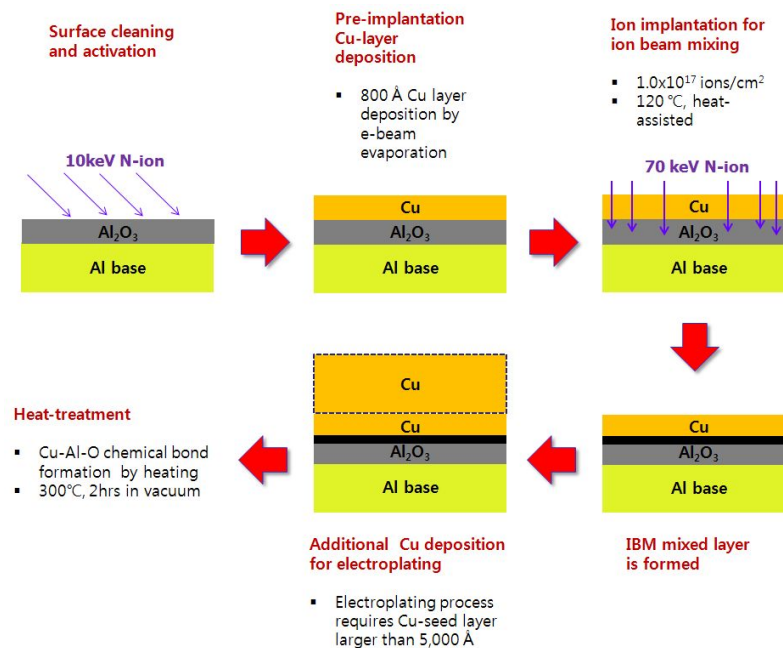 Surface cleaning
and activation
10keV N-ion
Al₂O₃
Al base
Pre-implantation
Cu-layer
deposition
▪ 800 Å Cu layer
deposition by
e-beam
evaporation
Cu
Al₂O₃
Al base
Ion implantation for
ion beam mixing
▪ 1.0x10¹⁷ ions/cm²
▪ 120 ℃, heat-
assisted
70 keV N-ion
Cu
Al₂O₃
Al base
Cu
Al₂O₃
Al base
IBM mixed layer
is formed
Cu
Cu
Al₂O₃
Al base
Additional Cu deposition
for electroplating
▪ Electroplating process
requires Cu-seed layer
larger than 5,000 Å
Heat-treatment
▪ Cu-Al-O chemical bond
formation by heating
▪ 300℃, 2hrs in vacuum